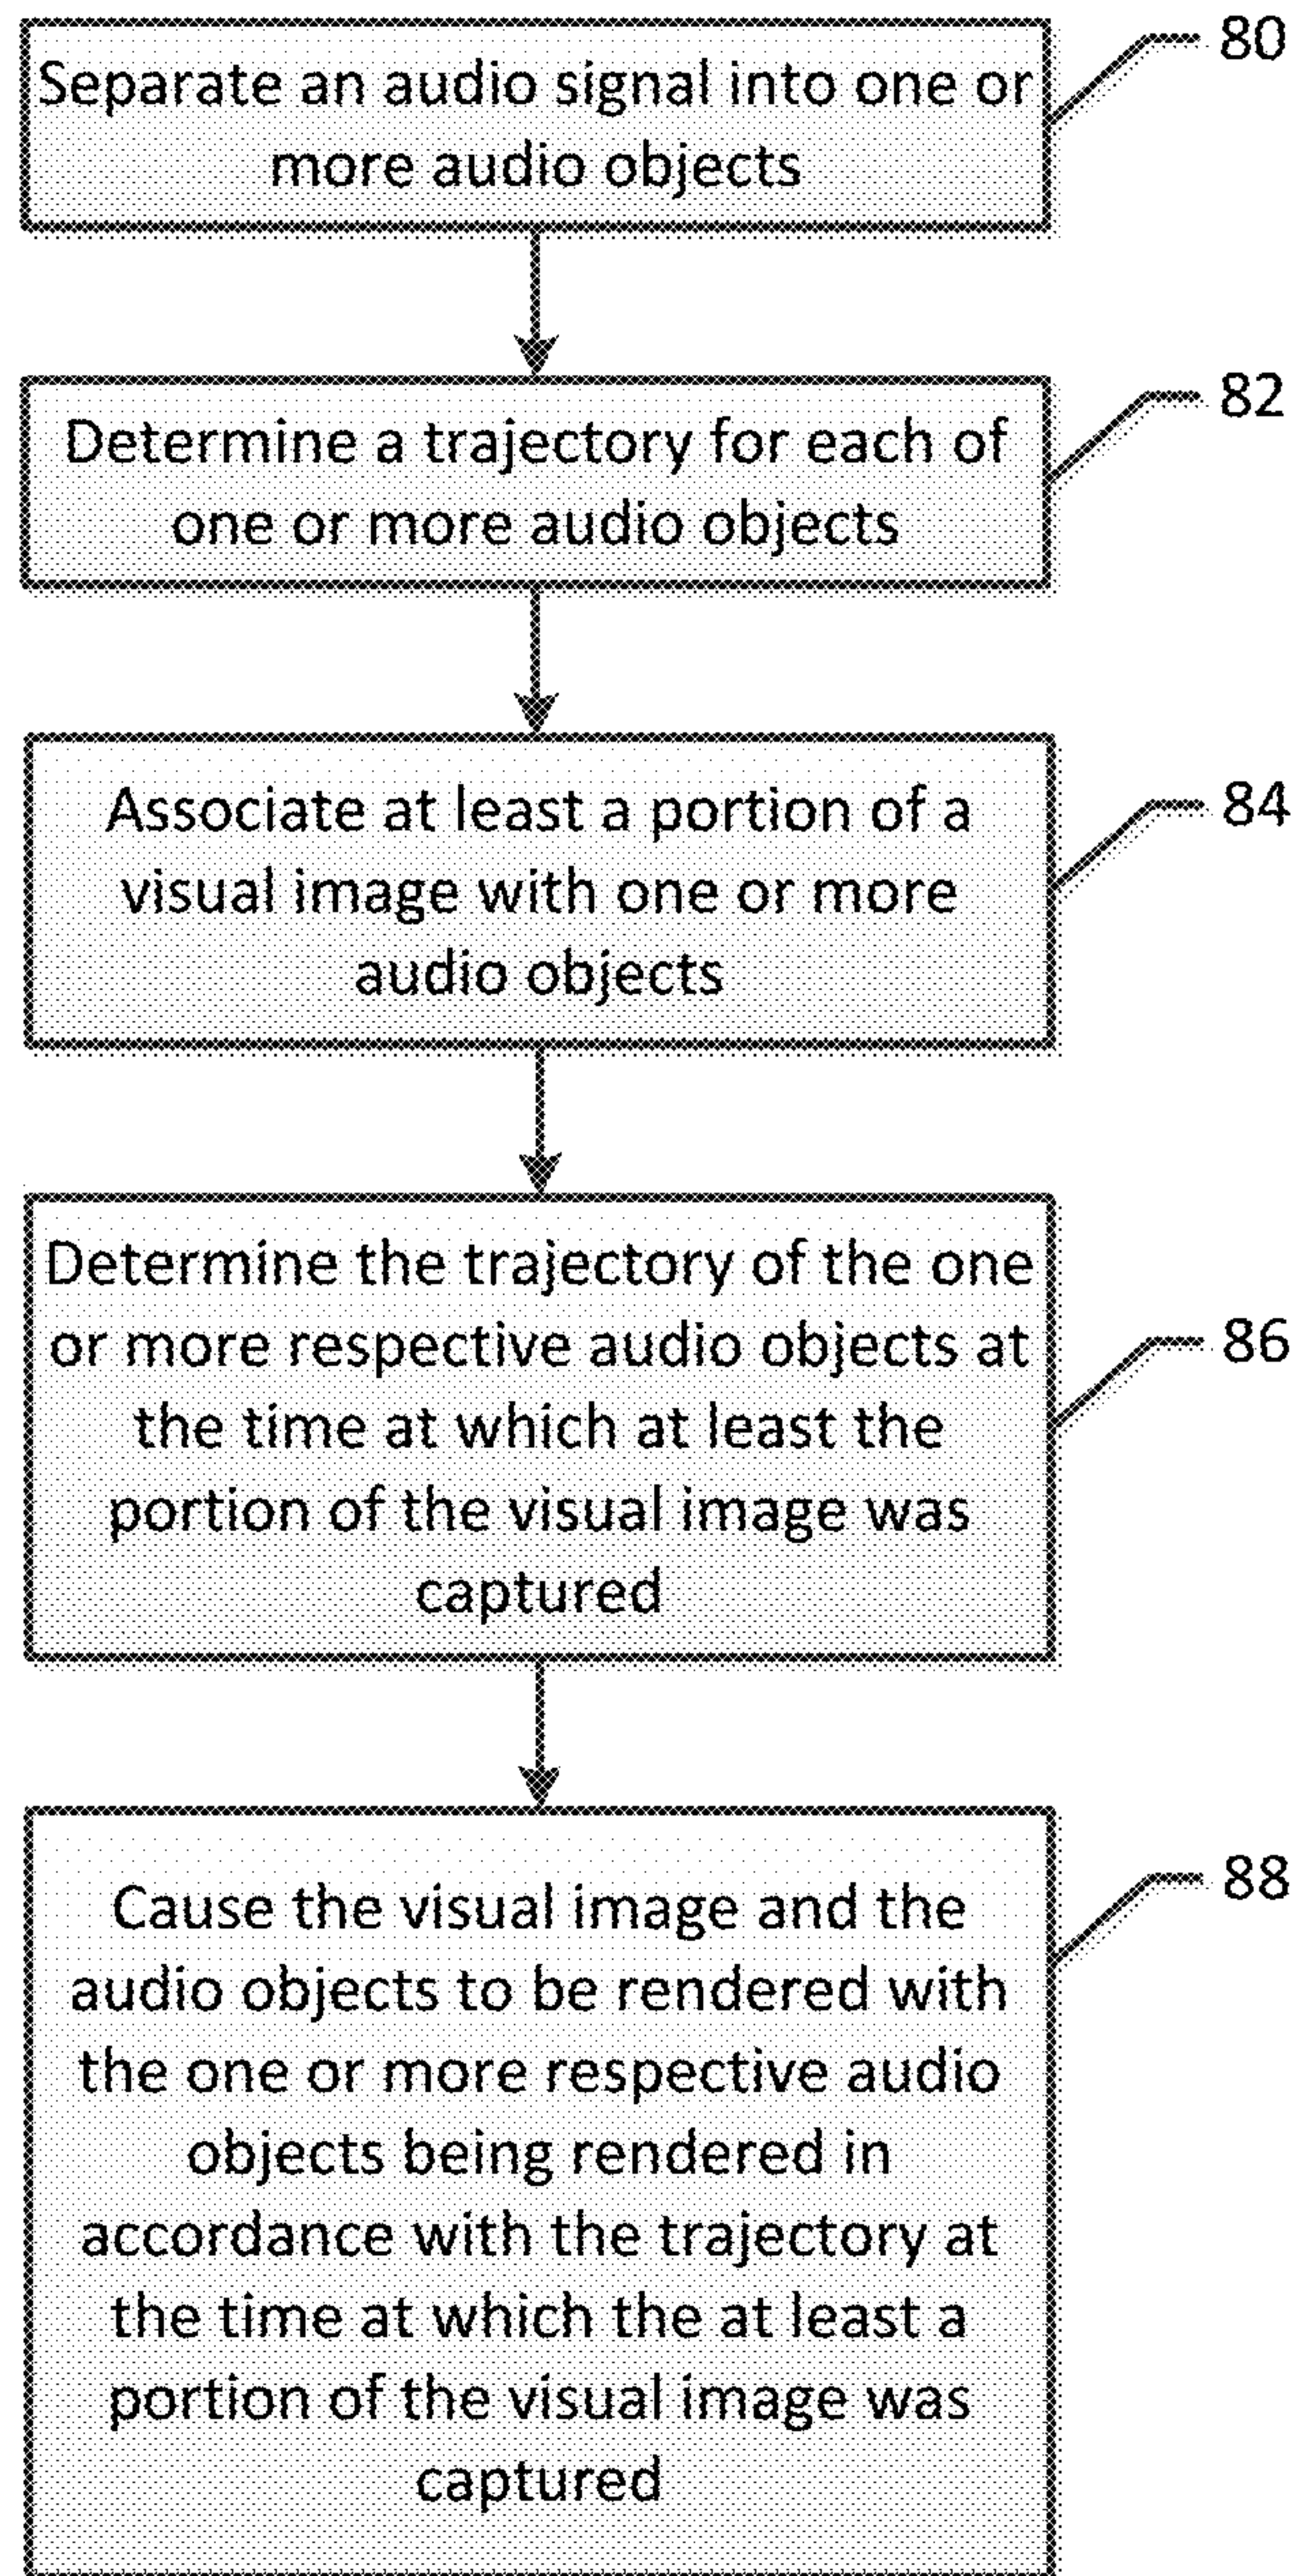 80
Separate an audio signal into one or
more audio objects
82
Determine a trajectory for each of
one or more audio objects
84
Associate at least a portion of a
visual image with one or more
audio objects
86
Determine the trajectory of the one
or more respective audio objects at
the time at which at least the
portion of the visual image was
captured
88
Cause the visual image and the
audio objects to be rendered with
the one or more respective audio
objects being rendered in
accordance with the trajectory at
the time at which the at least a
portion of the visual image was
captured